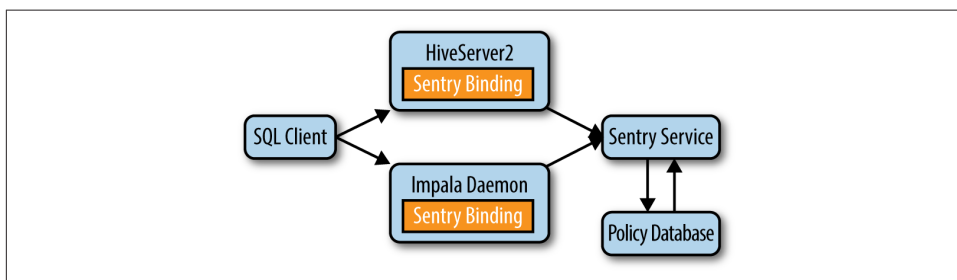 HiveServer2
Sentry Binding
SQL Client
Sentry Service
Impala Daemon
Sentry Binding
Policy Database